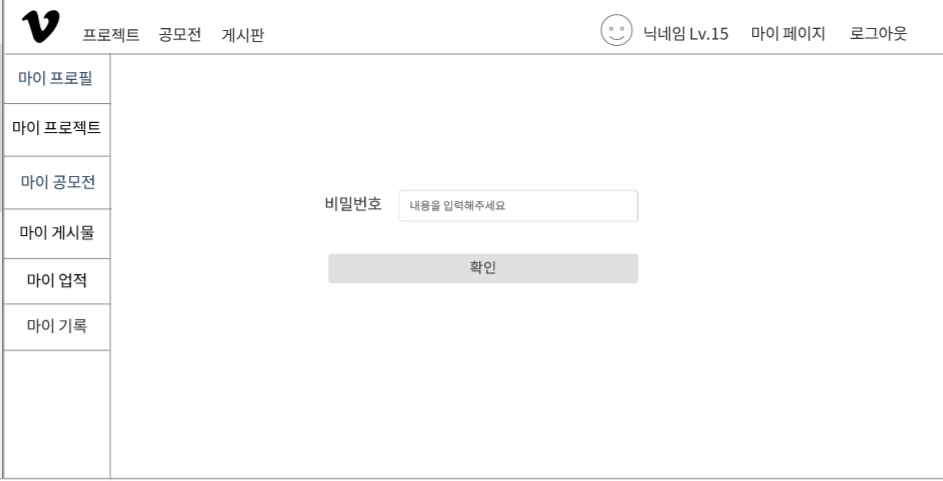 프로젝트 공모전 게시판 닉네임 Lv.15 마이 페이지 로그아웃
마이 프로필
마이 프로젝트
마이 공모전
비밀번호 내용을 입력해주세요
마이 게시물
확인
마이 업적
마이 기록